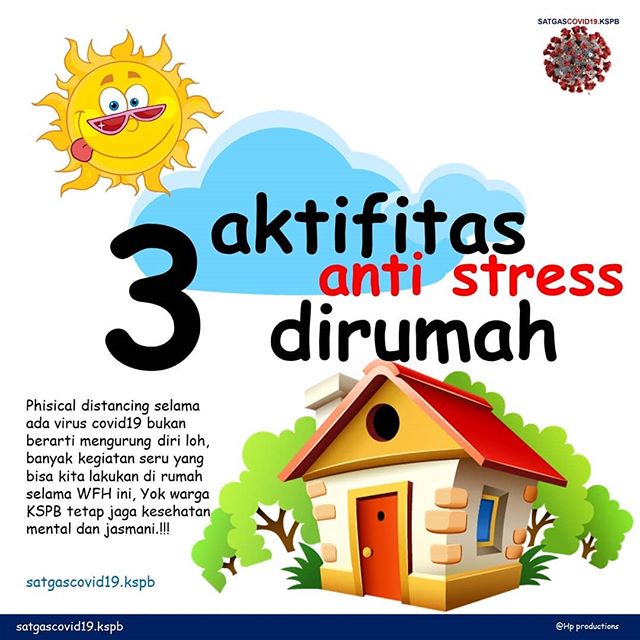 SATGASCOVID19.KSPB
3 aktifitas
anti stress
dirumah
Phisical distancing selama
ada virus covid19 bukan
berarti mengurung diri loh,
banyak kegiatan seru yang
bisa kita lakukan di rumah
selama WFH ini, Yok warga
KSPB tetap jaga kesehatan
mental dan jasmani.!!!
satgascovid19.kspb
satgascovid19.kspb
@Hp productions